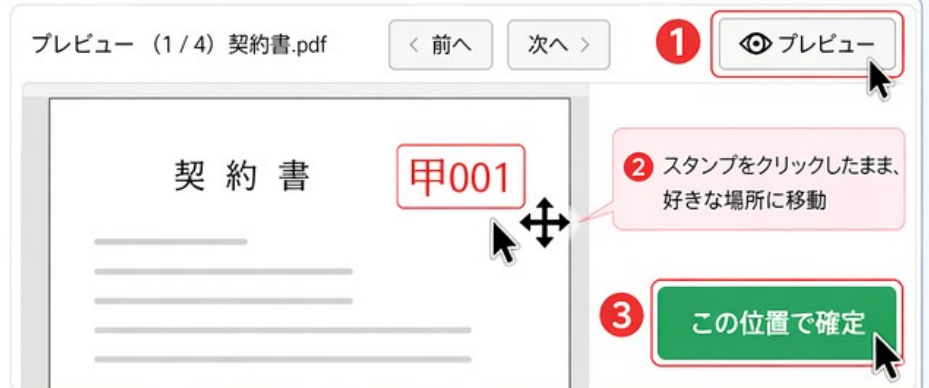 プレビュー （1 / 4）契約書.pdf
< 前へ
次へ >
1
プレビュー
契 約 書
甲001
2 スタンプをクリックしたまま、
好きな場所に移動
3
この位置で確定